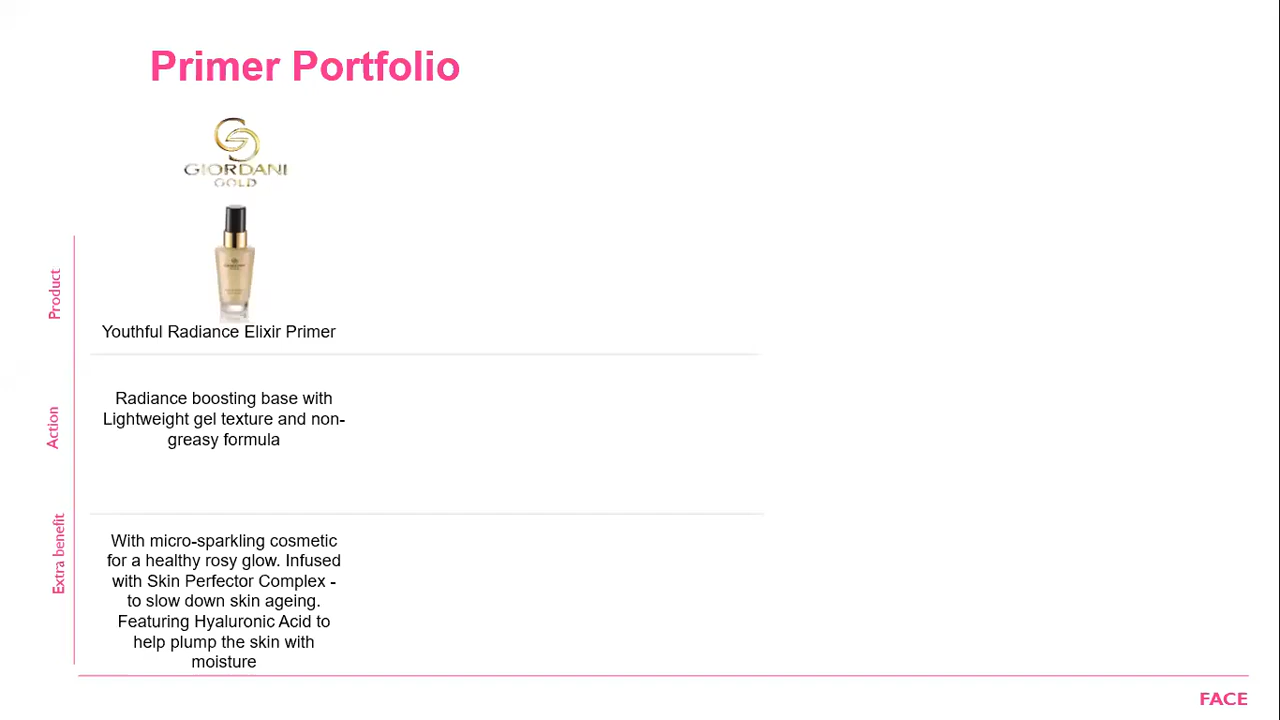 Primer Portfolio
GIORDANI
GOLD
Product
Youthful Radiance Elixir Primer
Action
Radiance boosting base with
Lightweight gel texture and non-
greasy formula
Extra benefit
With micro-sparkling cosmetic
for a healthy rosy glow. Infused
with Skin Perfector Complex -
to slow down skin ageing.
Featuring Hyaluronic Acid to
help plump the skin with
moisture
FACE